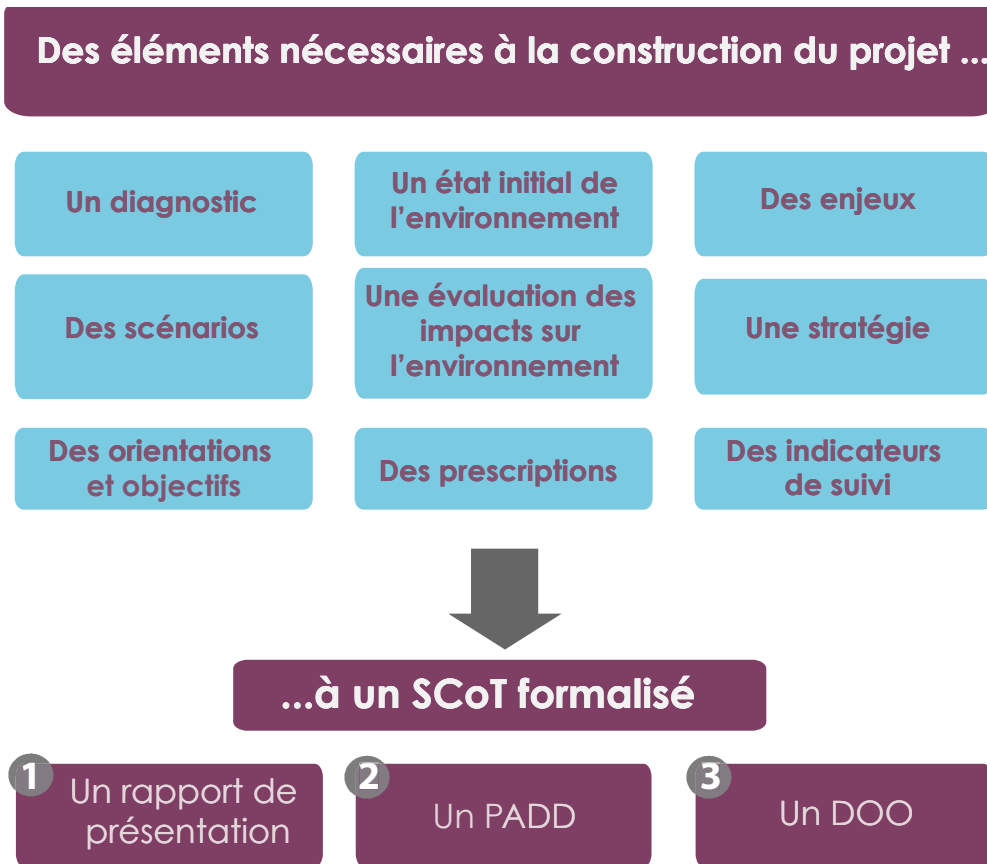 Des éléments nécessaires à la construction du projet ...
Un diagnostic
Un état initial de
l’environnement
Des enjeux
Des scénarios
Une évaluation des
impacts sur
l’environnement
Une stratégie
Des orientations
et objectifs
Des prescriptions
Des indicateurs
de suivi
...à un SCoT formalisé
1
Un rapport de
présentation
2
Un PADD
3
Un DOO